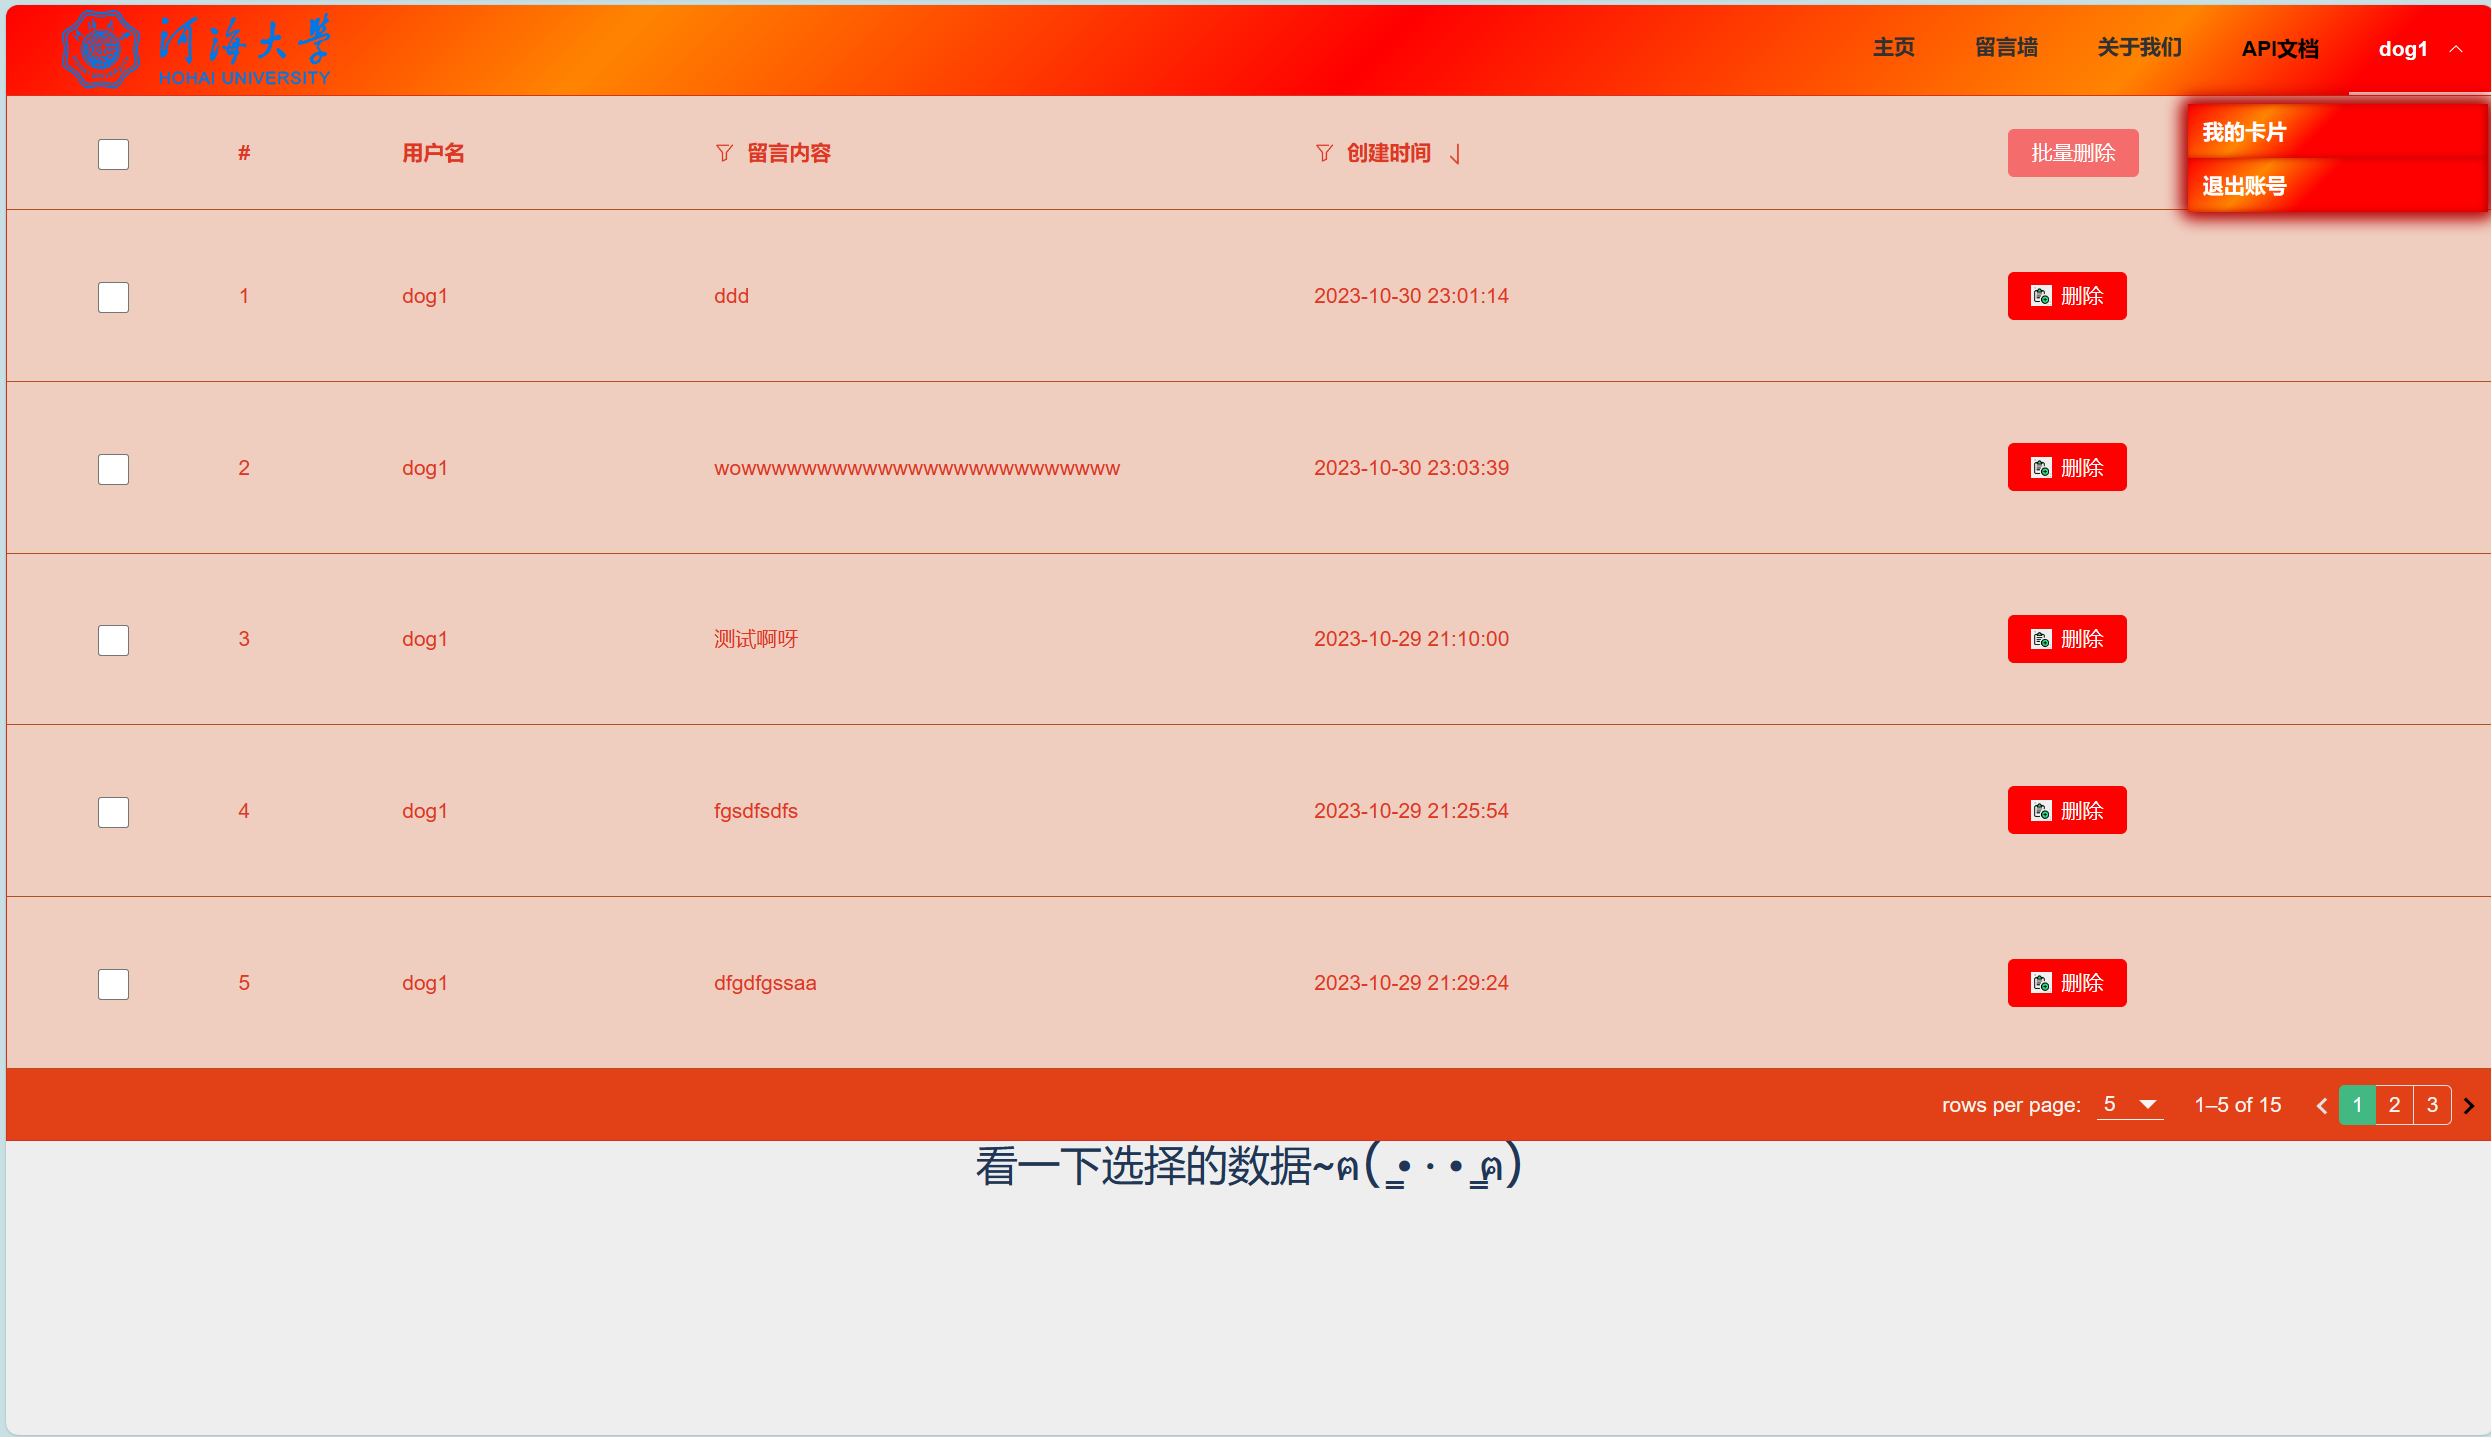 河海大学
HOHAI UNIVERSITY
主页 留言墙 关于我们 API文档 dog1
我的卡片
退出账号
# 用户名 留言内容 创建时间 批量删除
1 dog1 ddd 2023-10-30 23:01:14 删除
2 dog1 wowwwwwwwwwwwwwwwwwwwwwwwww 2023-10-30 23:03:39 删除
3 dog1 测试啊呀 2023-10-29 21:10:00 删除
4 dog1 fgsdfsdfs 2023-10-29 21:25:54 删除
5 dog1 dfgdfgssaa 2023-10-29 21:29:24 删除
rows per page: 5 1–5 of 15 1 2 3
看一下选择的数据~ฅ( ̳• · • ̳ฅ)